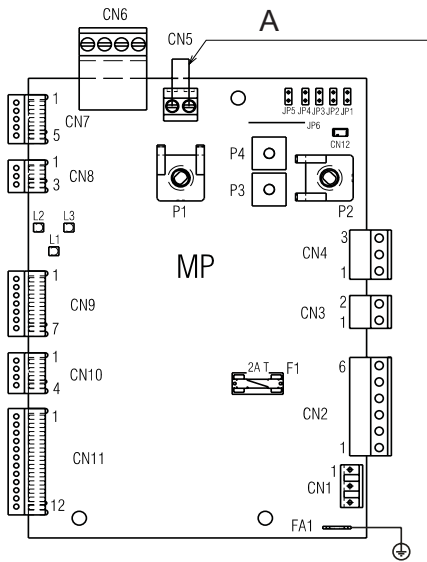 CN6
CN5
A
JP5 JP4 JP3 JP2 JP1
JP6
CN12
1
CN7
5
1
CN8
3
P4
P3
P1
P2
L2
L3
L1
MP
3
CN4
1
2
CN3
1
1
CN9
7
1
CN10
4
2A T
F1
6
CN2
1
1
CN11
12
1
CN1
FA1